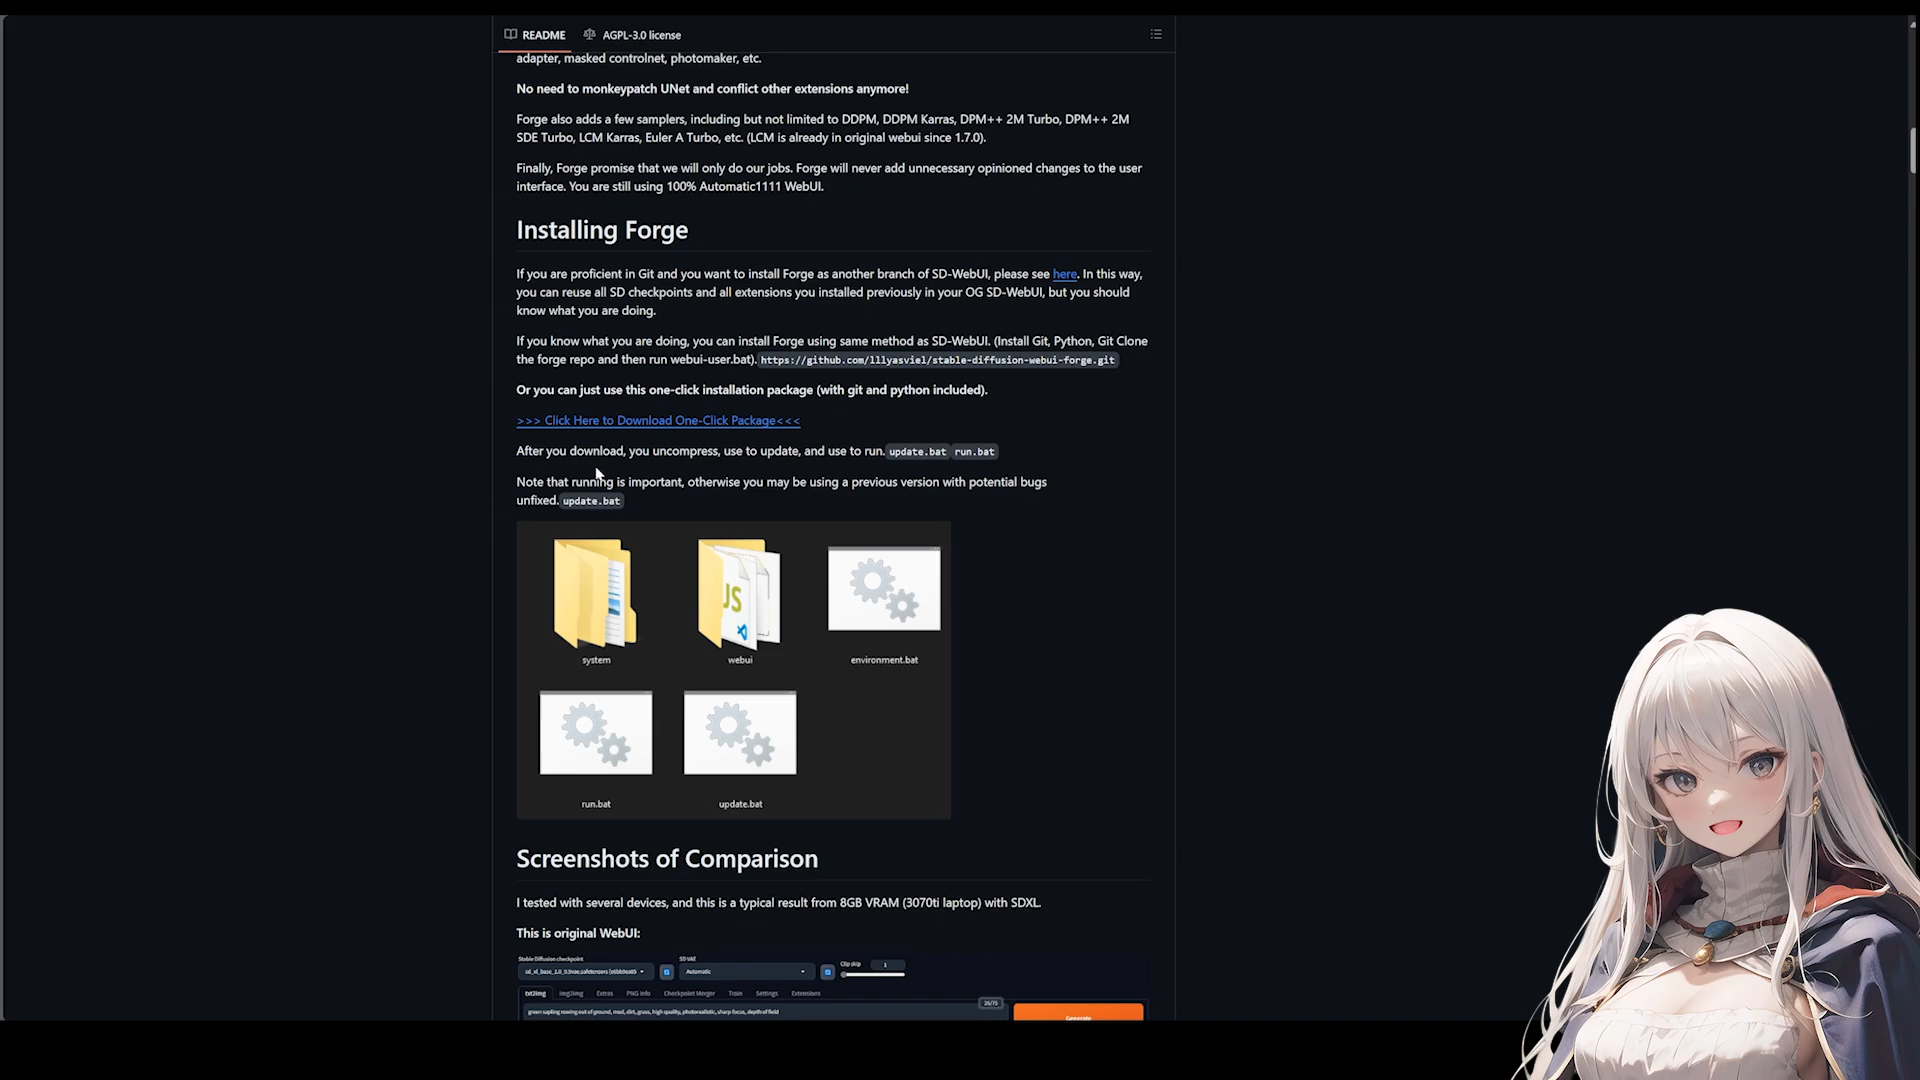 README
AGPL-3.0 license
adapter, masked controlnet, photomaker, etc.
No need to monkeypatch UNet and conflict other extensions anymore!
Forge also adds a few samplers, including but not limited to DDPM, DDPM Karras, DPM++ 2M Turbo, DPM++ 2M
SDE Turbo, LCM Karras, Euler A Turbo, etc. (LCM is already in original webui since 1.7.0).
Finally, Forge promise that we will only do our jobs. Forge will never add unnecessary opinioned changes to the user
interface. You are still using 100% Automatic1111 WebUI.
Installing Forge
If you are proficient in Git and you want to install Forge as another branch of SD-WebUI, please see here. In this way,
you can reuse all SD checkpoints and all extensions you installed previously in your OG SD-WebUI, but you should
know what you are doing.
If you know what you are doing, you can install Forge using same method as SD-WebUI. (Install Git, Python, Git Clone
the forge repo and then run webui-user.bat). https://github.com/lllyasviel/stable-diffusion-webui-forge.git
Or you can just use this one-click installation package (with git and python included).
>>> Click Here to Download One-Click Package<<<
After you download, you uncompress, use to update, and use to run. update.bat run.bat
Note that running is important, otherwise you may be using a previous version with potential bugs
unfixed. update.bat
JS
system webui environment.bat
run.bat update.bat
Screenshots of Comparison
I tested with several devices, and this is a typical result from 8GB VRAM (3070ti laptop) with SDXL.
This is original WebUI:
Stable Diffusion checkpoint SD VAE Clip skip 1
Automatic
txt2img img2img Extras PNG Info Checkpoint Merger Train Settings Extensions
26/75
green sapling rowing out of ground, mud, dirt, grass, high quality, photorealistic, sharp focus, depth of field
Generate